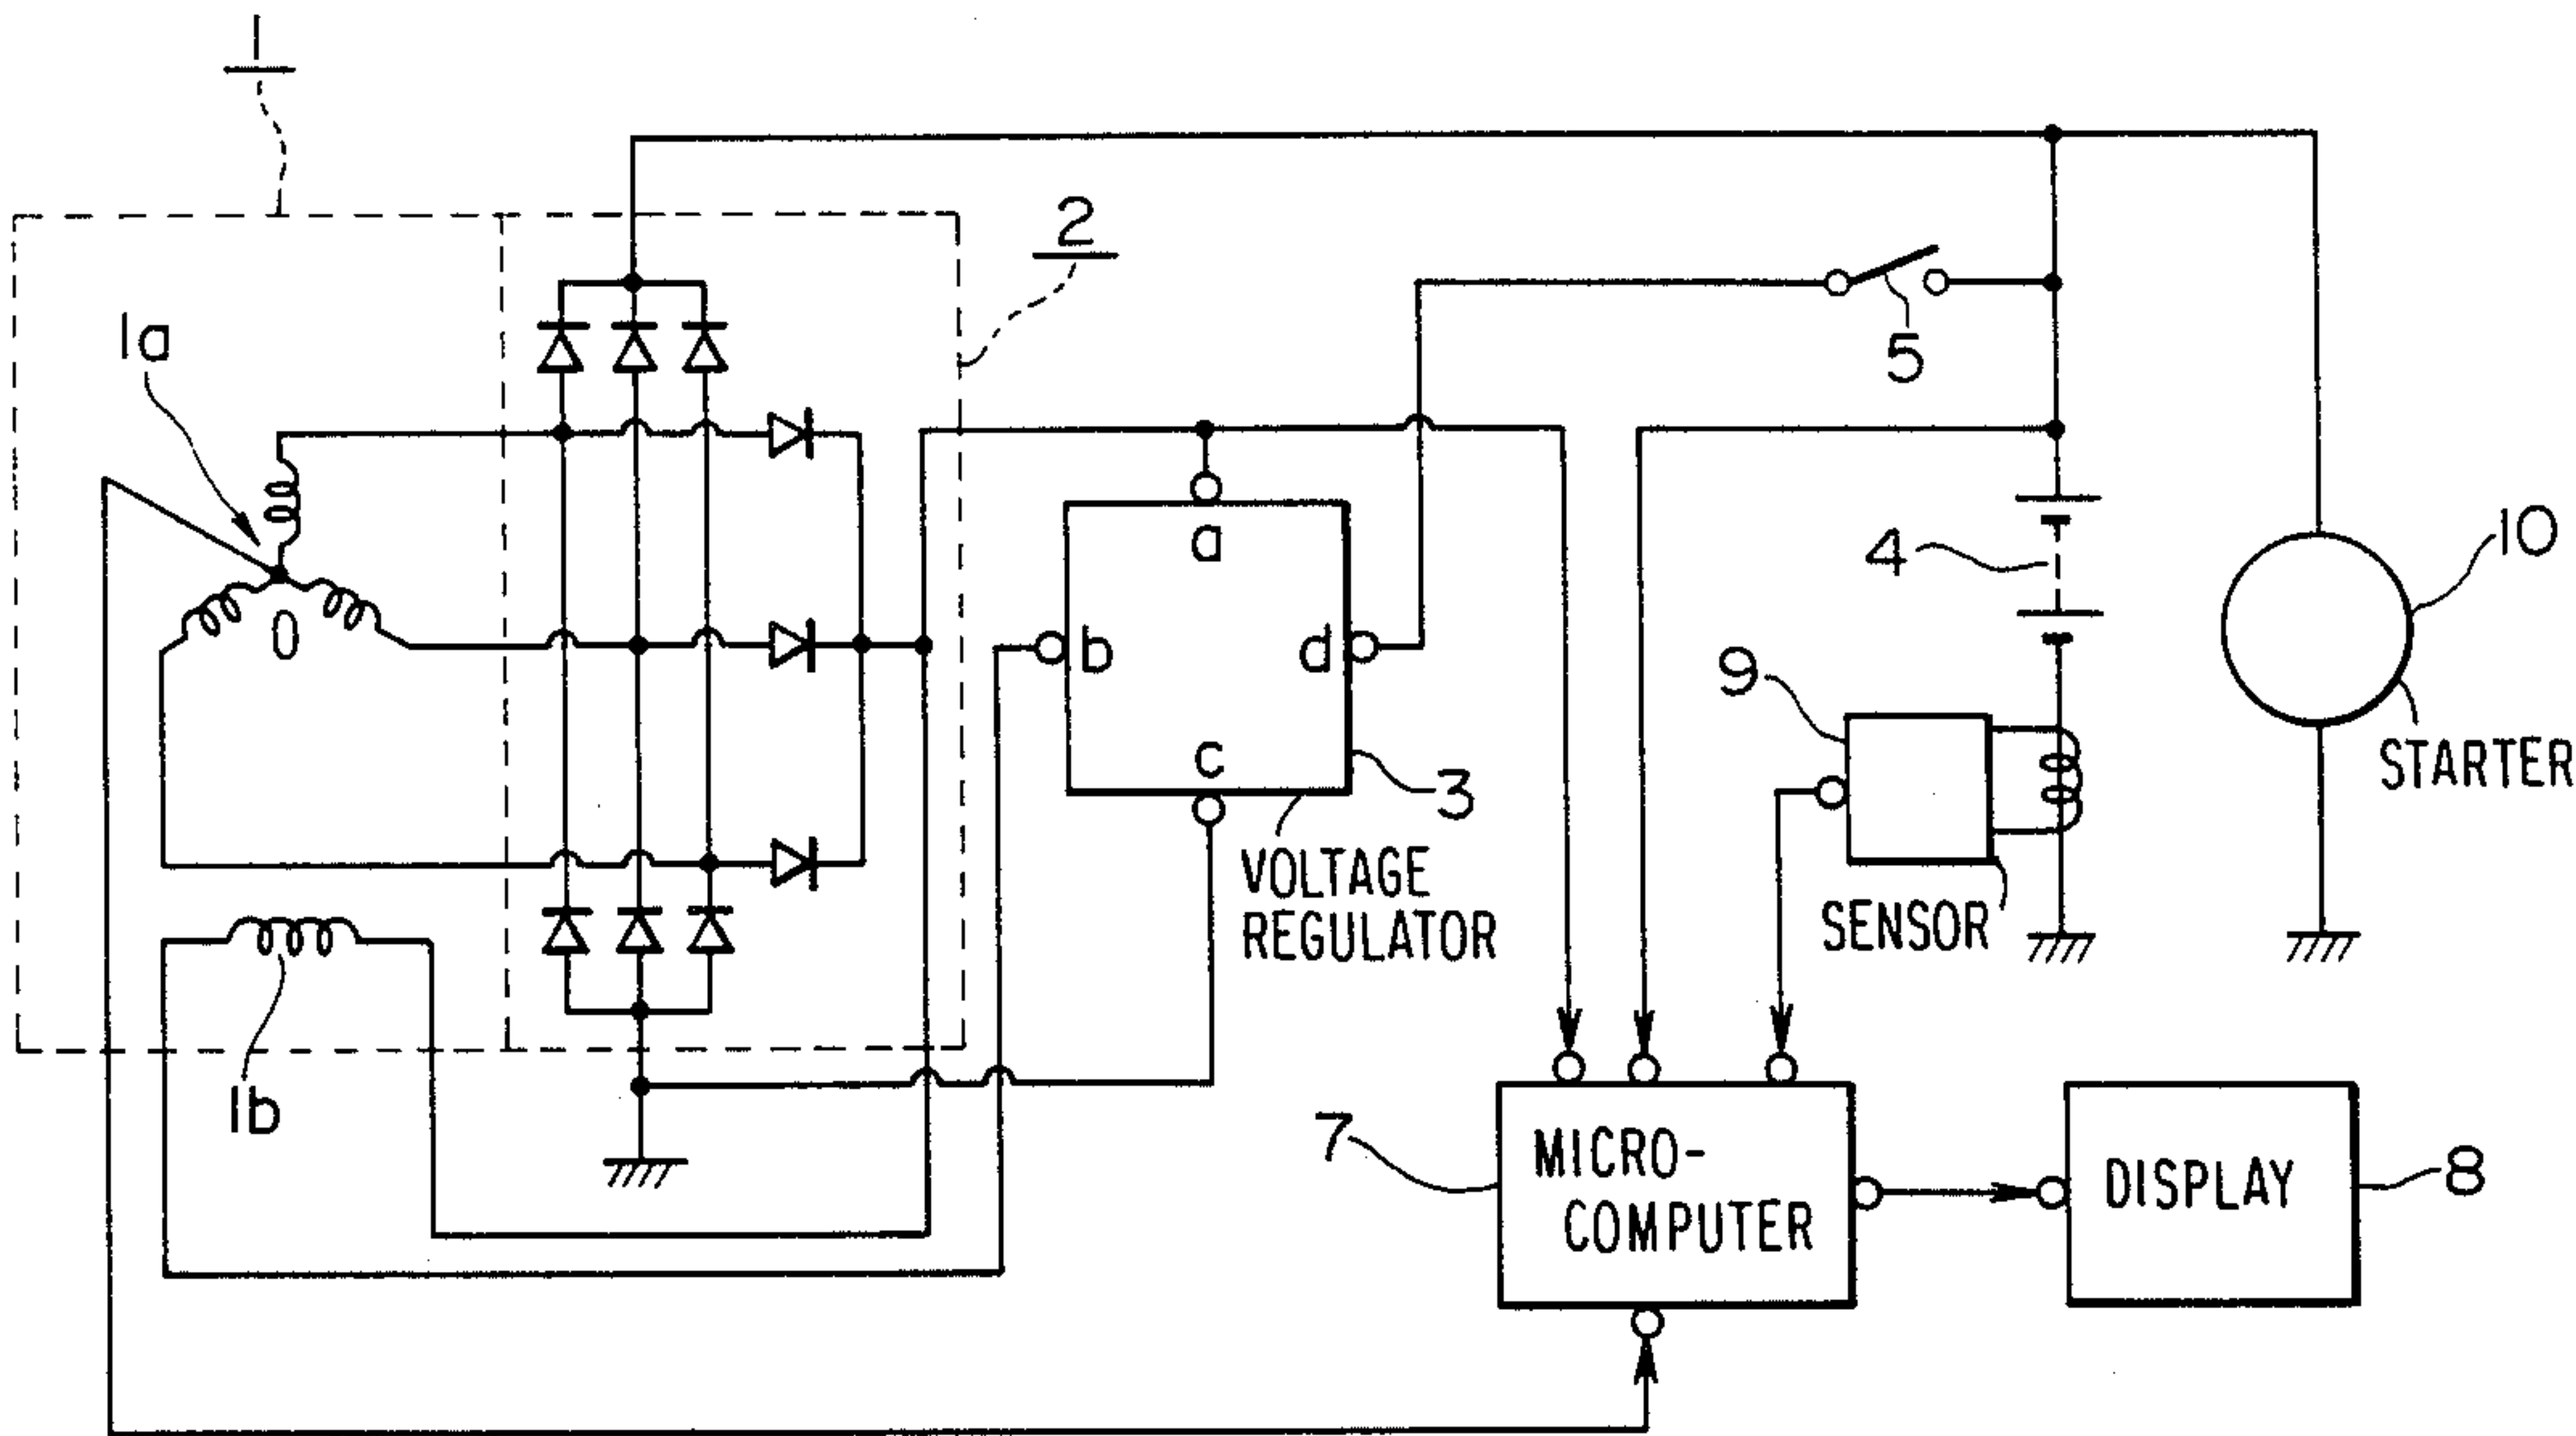 1
2
1a
5
a
4
10
0
b
d
9
c
3
STARTER
VOLTAGE
REGULATOR
SENSOR
1b
7
MICRO-
COMPUTER
DISPLAY
8